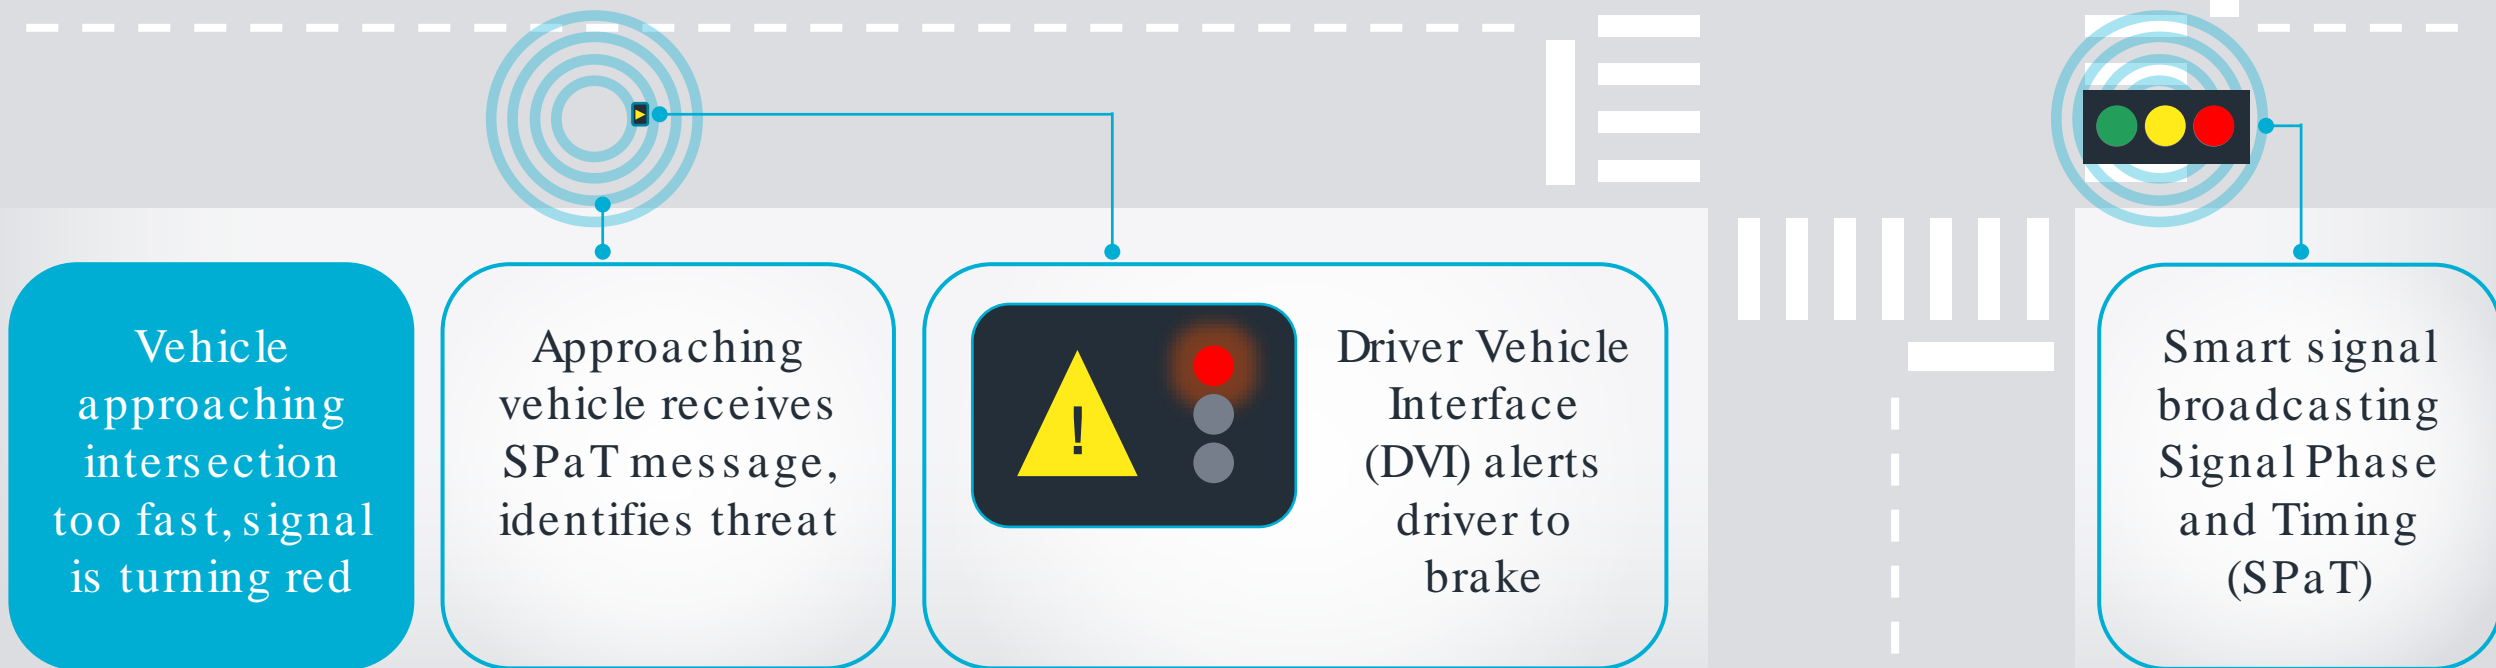 Vehicle
approaching
intersection
too fast, signal
is turning red
Approaching
vehicle receives
SPaT message,
identifies threat
!
Driver Vehicle
Interface
(DVI) alerts
driver to
brake
Smart signal
broadcasting
Signal Phase
and Timing
(SPaT)